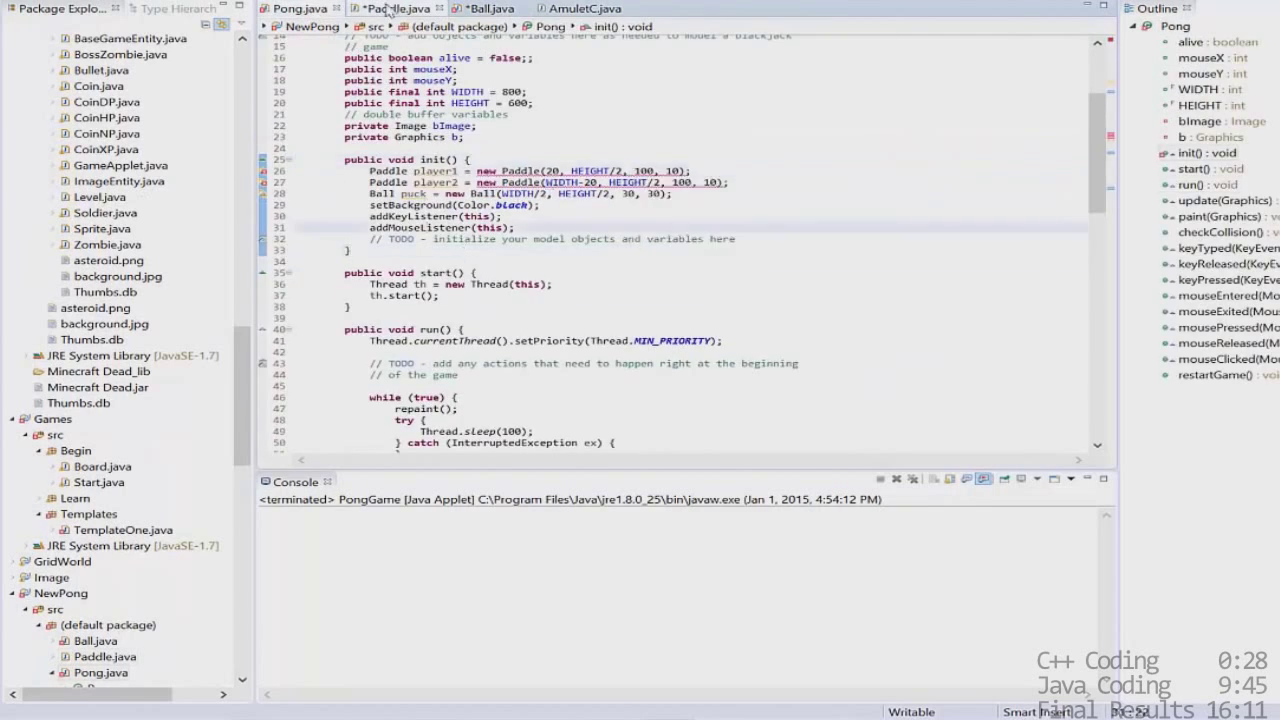 Package Explo...
Type Hierarch
BaseGameEntity.java
BossZombie.java
Bullet.java
Coin.java
CoinDP.java
CoinHP.java
CoinNP.java
CoinXP.java
GameApplet.java
ImageEntity.java
Level.java
Soldier.java
Sprite.java
Zombie.java
asteroid.png
background.jpg
Thumbs.db
asteroid.png
background.jpg
Thumbs.db
JRE System Library [JavaSE-1.7]
Minecraft Dead_lib
Minecraft Dead.jar
Thumbs.db
Games
src
Begin
Board.java
Start.java
Learn
Templates
TemplateOne.java
JRE System Library [JavaSE-1.7]
GridWorld
Image
NewPong
src
(default package)
Ball.java
Paddle.java
Pong.java
Pong.java *Paddle.java *Ball.java AmuletC.java
NewPong src (default package) Pong init() : void
14 // TODO - add objects and variables here as needed to model a blackjack
15 // game
16 public boolean alive = false;;
17 public int mouseX;
18 public int mouseY;
19 public final int WIDTH = 800;
20 public final int HEIGHT = 600;
21 // double buffer variables
22 private Image bImage;
23 private Graphics b;
24
25 public void init() {
26 Paddle player1 = new Paddle(20, HEIGHT/2, 100, 10);
27 Paddle player2 = new Paddle(WIDTH-20, HEIGHT/2, 100, 10);
28 Ball puck = new Ball(WIDTH/2, HEIGHT/2, 30, 30);
29 setBackground(Color.black);
30 addKeyListener(this);
31 addMouseListener(this);
32 // TODO - initialize your model objects and variables here
33 }
34
35 public void start() {
36 Thread th = new Thread(this);
37 th.start();
38 }
39
40 public void run() {
41 Thread.currentThread().setPriority(Thread.MIN_PRIORITY);
42
43 // TODO - add any actions that need to happen right at the beginning
44 // of the game
45
46 while (true) {
47 repaint();
48 try {
49 Thread.sleep(100);
50 } catch (InterruptedException ex) {
Console
<terminated> PongGame [Java Applet] C:\Program Files\Java\jre1.8.0_25\bin\javaw.exe (Jan 1, 2015, 4:54:12 PM)
Outline
Pong
alive : boolean
mouseX : int
mouseY : int
WIDTH : int
HEIGHT : int
bImage : Image
b : Graphics
init() : void
start() : void
run() : void
update(Graphics)
paint(Graphics) :
checkCollision() :
keyTyped(KeyEven
keyReleased(KeyE
keyPressed(KeyEve
mouseEntered(Mo
mouseExited(Mou
mousePressed(Mo
mouseReleased(M
mouseClicked(Mo
restartGame() : vo
Writable Smart Insert
C++ Coding 0:28
Java Coding 9:45
Final Results 16:11